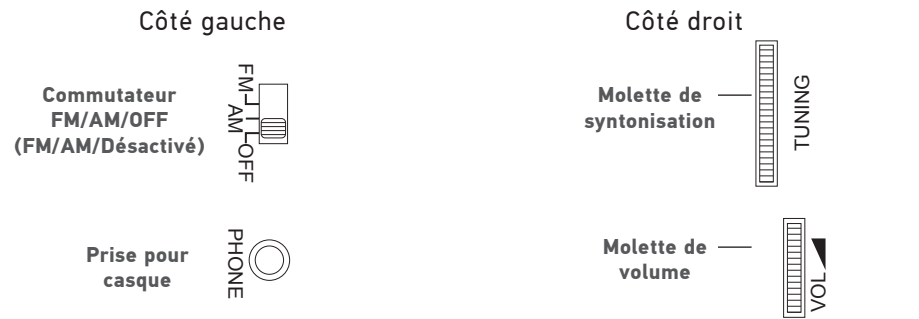 Côté gauche
Commutateur
FM/AM/OFF
(FM/AM/Désactivé)
FM
AM
OFF
Prise pour
casque
PHONE
Côté droit
Molette de
syntonisation
TUNING
Molette de
volume
VOL